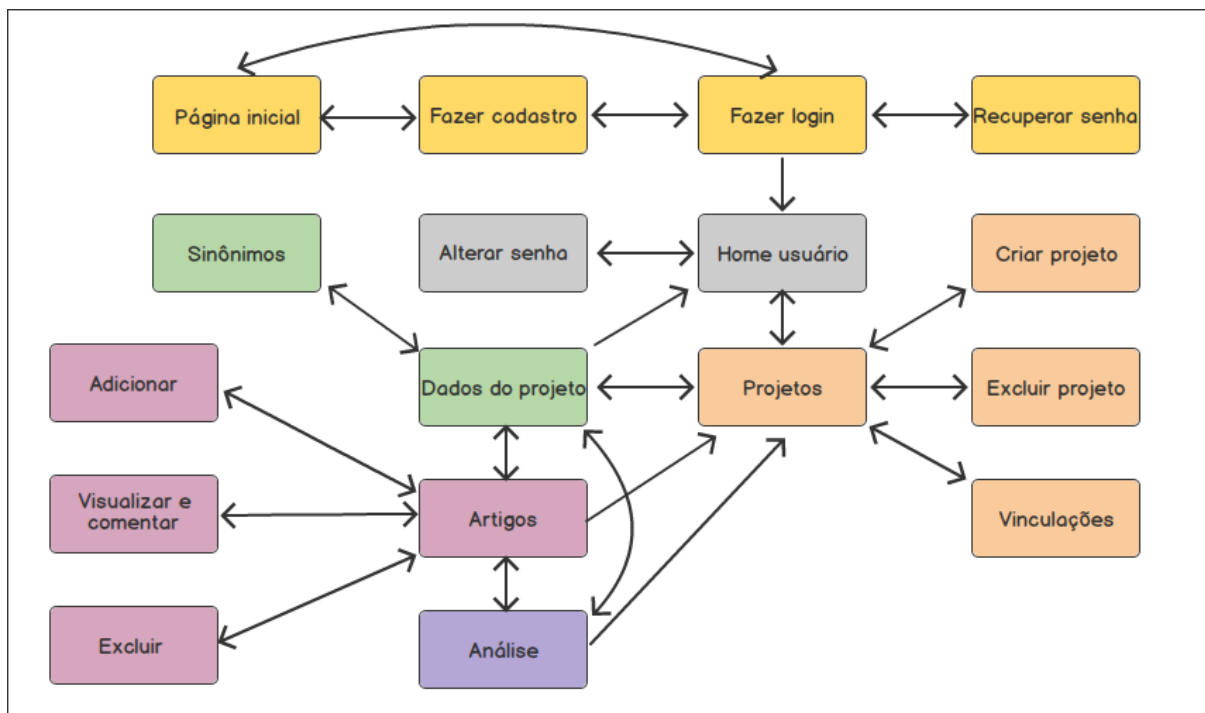 Página inicial
Fazer cadastro
Fazer login
Recuperar senha
Sinônimos
Alterar senha
Home usuário
Criar projeto
Adicionar
Dados do projeto
Projetos
Excluir projeto
Visualizar e
comentar
Artigos
Vinculações
Excluir
Análise